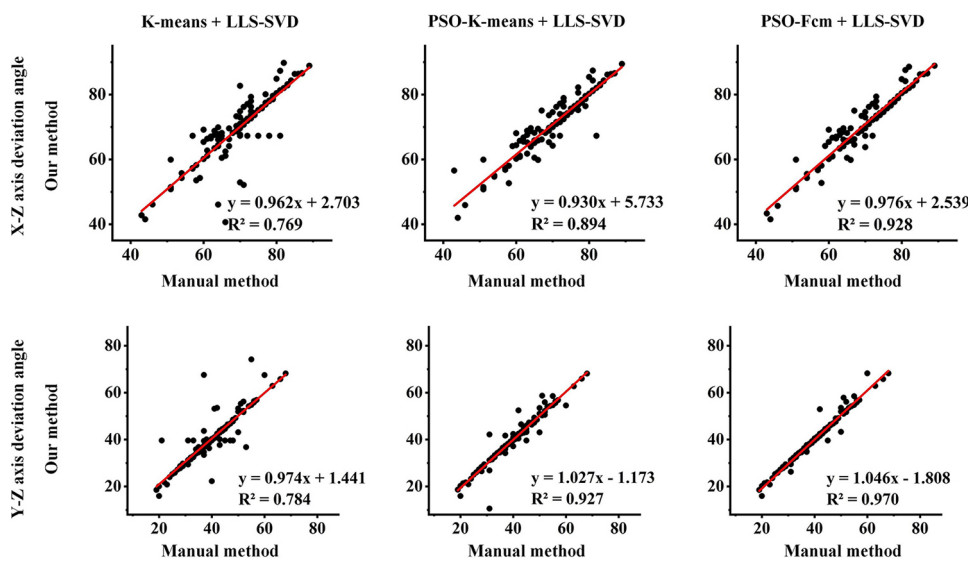 K-means + LLS-SVD
PSO-K-means + LLS-SVD
PSO-Fcm + LLS-SVD
X-Z axis deviation angle
Our method
80
60
40
y = 0.962x + 2.703
R² = 0.769
40
60
80
Manual method
80
60
40
y = 0.930x + 5.733
R² = 0.894
40
60
80
Manual method
80
60
40
y = 0.976x + 2.539
R² = 0.928
40
60
80
Manual method
Y-Z axis deviation angle
Our method
80
60
40
20
y = 0.974x + 1.441
R² = 0.784
20
40
60
80
Manual method
80
60
40
20
y = 1.027x - 1.173
R² = 0.927
20
40
60
80
Manual method
80
60
40
20
y = 1.046x - 1.808
R² = 0.970
20
40
60
80
Manual method